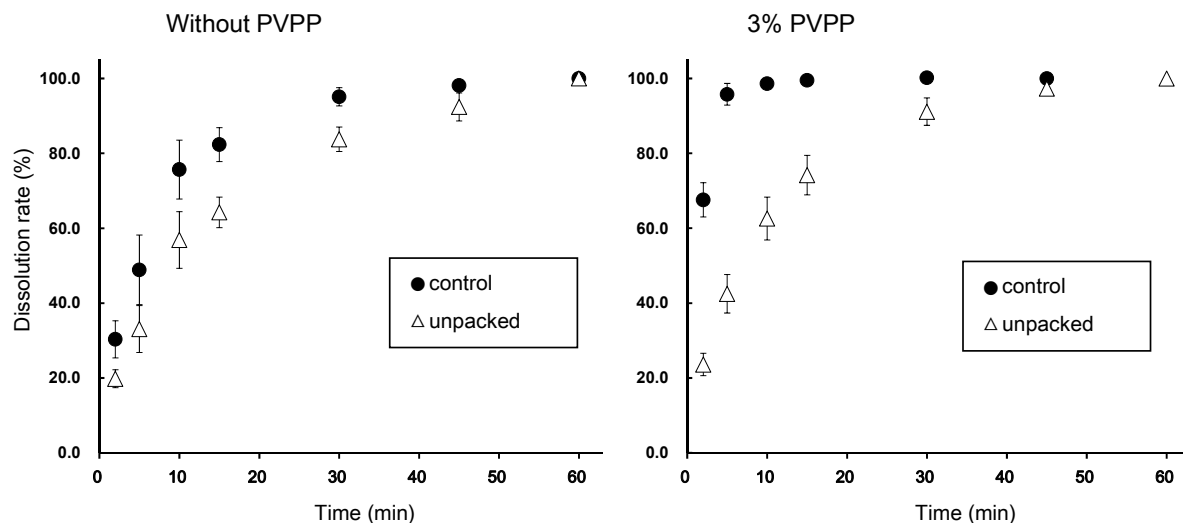 Without PVPP
100.0
80.0
60.0
40.0
20.0
0.0
Dissolution rate (%)
control
unpacked
0 10 20 30 40 50 60
Time (min)
3% PVPP
100.0
80.0
60.0
40.0
20.0
0.0
control
unpacked
0 10 20 30 40 50 60
Time (min)